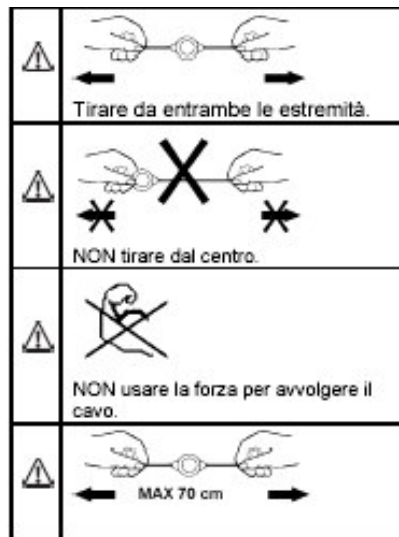 Tirare da entrambe le estremità.
NON tirare dal centro.
NON usare la forza per avvolgere il
cavo.
MAX 70 cm